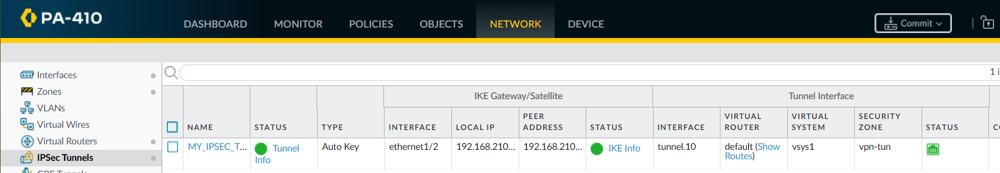 PA-410
DASHBOARD MONITOR POLICIES OBJECTS NETWORK DEVICE Commit
Interfaces
Zones
VLANs
Virtual Wires
Virtual Routers
IPSec Tunnels
1 i
IKE Gateway/Satellite Tunnel Interface
NAME STATUS TYPE INTERFACE LOCAL IP PEER ADDRESS STATUS INTERFACE VIRTUAL ROUTER VIRTUAL SYSTEM SECURITY ZONE STATUS
MY_IPSEC_T... Tunnel Info Auto Key ethernet1/2 192.168.210... 192.168.210... IKE Info tunnel.10 default (Show Routes) vsys1 vpn-tun